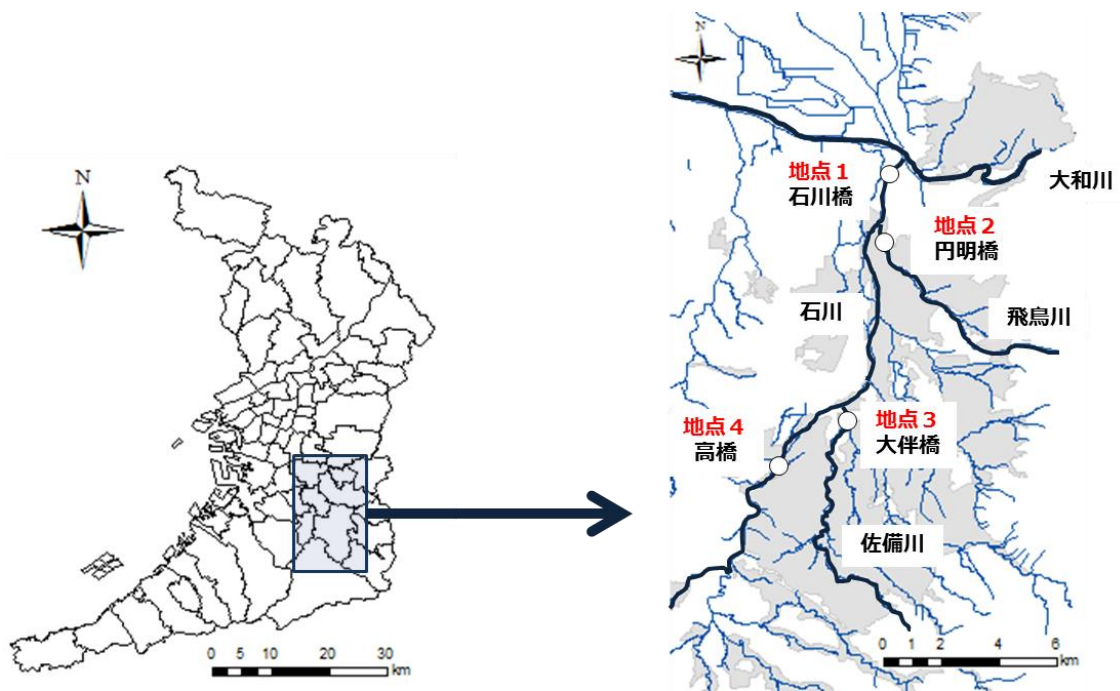 N
0 5 10 20 30
km
N
地点１
石川橋
大和川
地点２
円明橋
石川
飛鳥川
地点４
高橋
地点３
大伴橋
佐備川
0 1 2 4 6
km